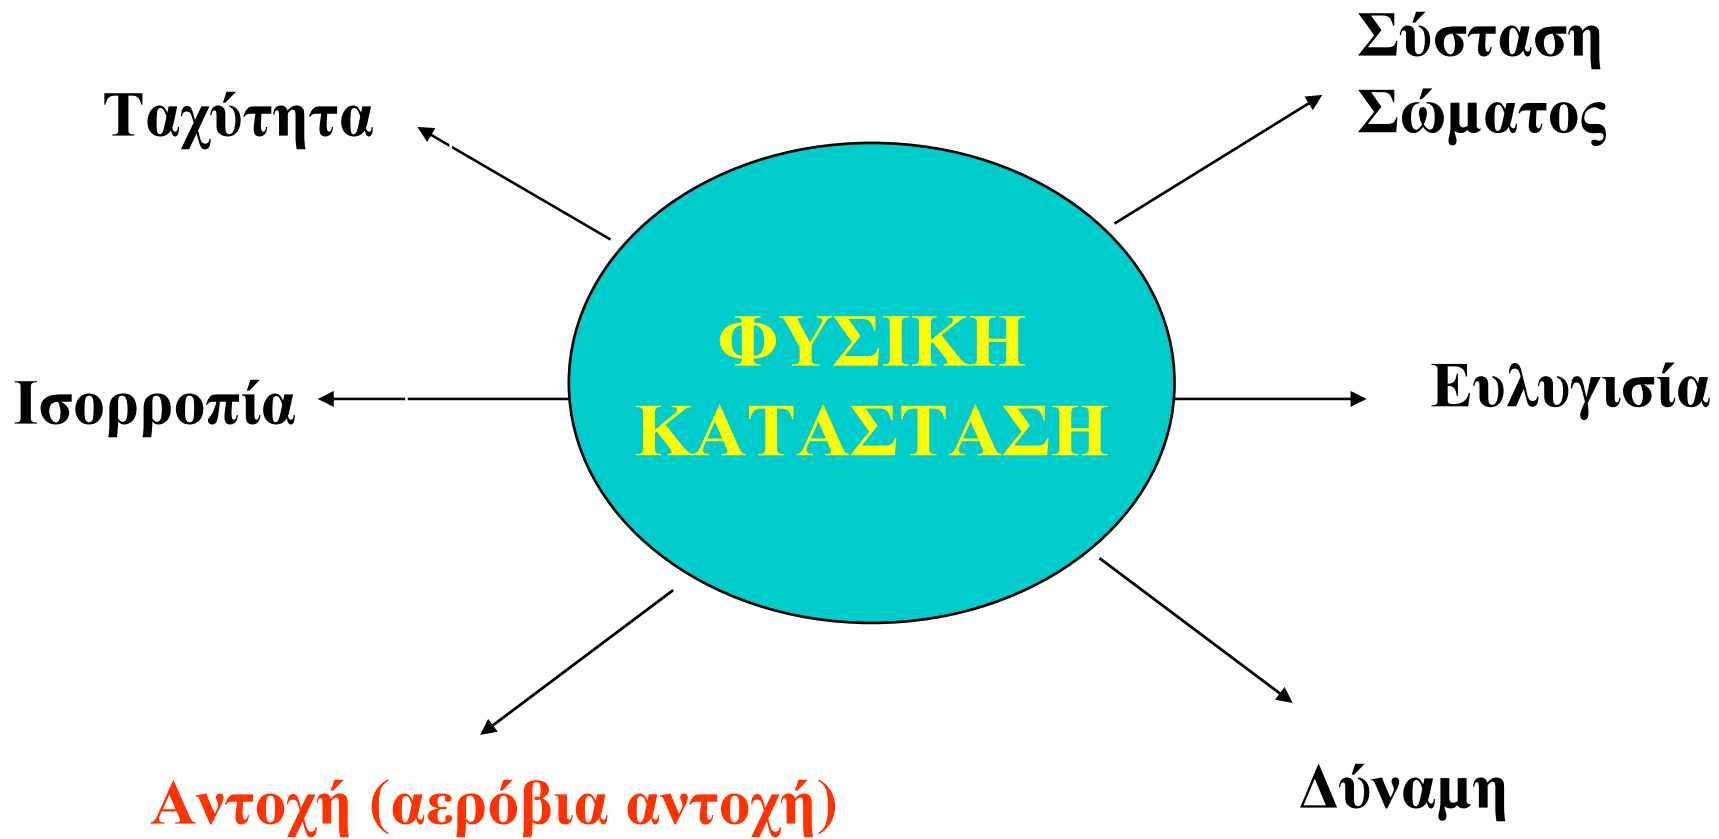 Σύσταση
Σώματος
Ταχύτητα
ΦΥΣΙΚΗ
ΚΑΤΑΣΤΑΣΗ
Ισορροπία
Ευλυγισία
Αντοχή (αερόβια αντοχή)
Δύναμη